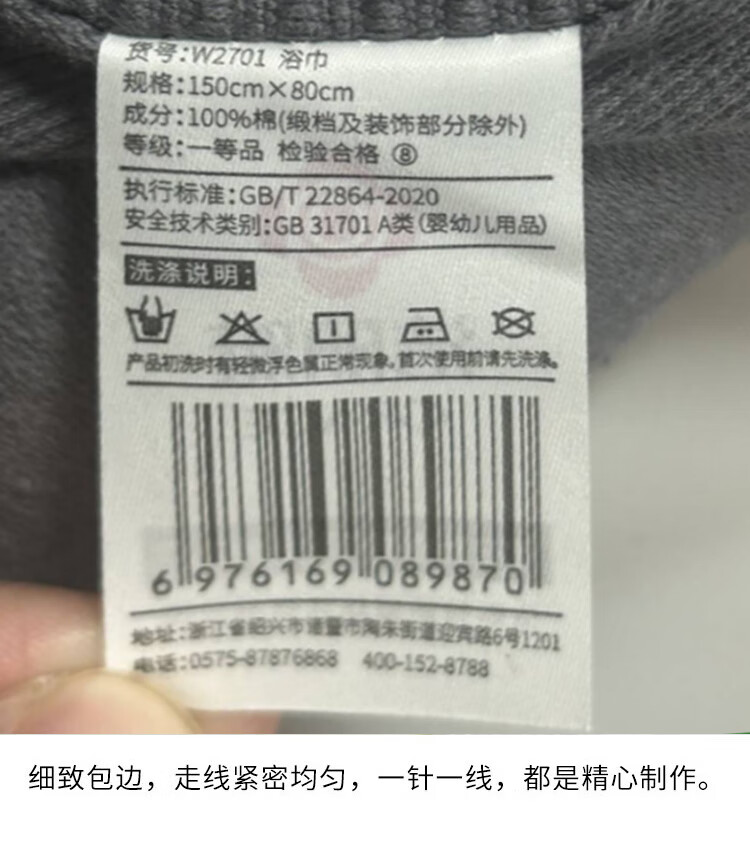 货号:W2701 浴巾
规格:150cm×80cm
成分:100%棉(缎档及装饰部分除外)
等级:一等品 检验合格 ⑧
执行标准:GB/T 22864-2020
安全技术类别:GB 31701 A类(婴幼儿用品)
洗涤说明:
产品初洗时有轻微浮色属正常现象。首次使用前请先洗涤。
6 976169 089870
地址:浙江省绍兴市诸暨市陶朱街道迎宾路6号1201
电话:0575-87876868 400-152-8788
细致包边，走线紧密均匀，一针一线，都是精心制作。